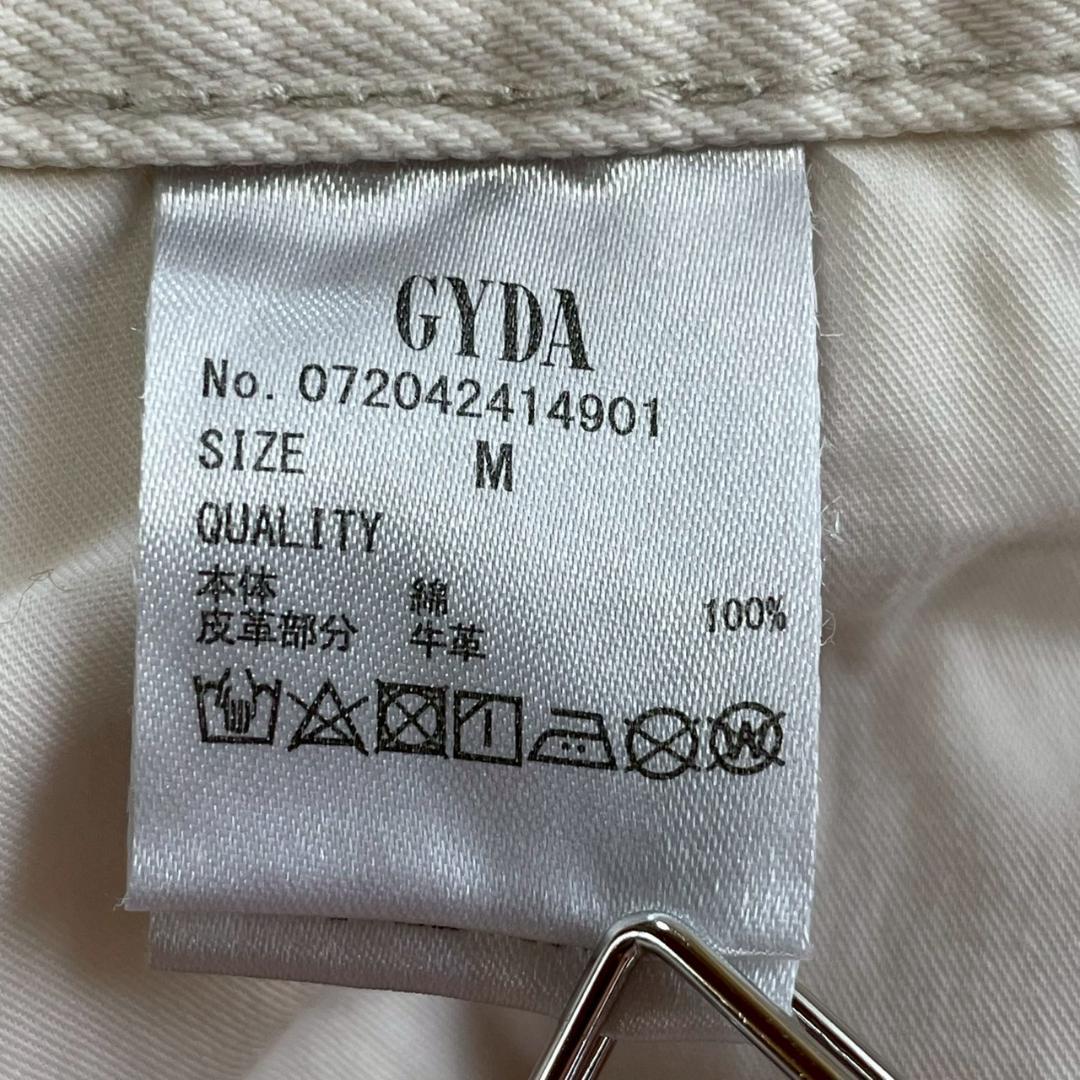 GYDA
No. 072042414901
SIZE M
QUALITY
本体 綿 100%
皮革部分 牛革
W